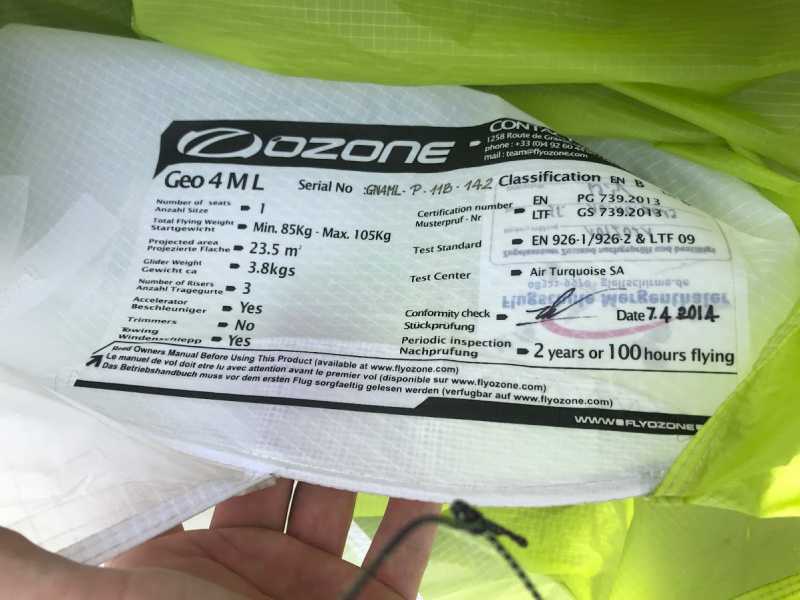 OZONE
1258 Route de
phone : +33 (0)4 92 60
mail : team@flyozone.com
Geo 4 M L
Serial No : GN4ML - P - 11B - 142
Classification EN B
Number of seats
Anzahl Sitze
1
Total Flying Weight
Startgewicht
Min. 85Kg - Max. 105Kg
Projected area
Projezierte Flache
23.5 m²
Glider Weight
Gewicht ca
3.8kgs
Number of Risers
Anzahl Tragegurte
3
Accelerator
Beschleuniger
Yes
Trimmers
No
Towing
Windenschlepp
Yes
Certification number
Musterpruf - Nr
EN PG 739.2013
LTF GS 739.2013
Test Standard
EN 926-1/926-2 & LTF 09
Test Center
Air Turquoise SA
08321-9970 · gleitschirme.de
Flugschule Mergenthaler
Conformity check
Stückprüfung
Date 7.4 2014
Periodic inspection
Nachprufung
2 years or 100 hours flying
Read Owners Manual Before Using This Product (available at www.flyozone.com)
Le manuel de vol doit etre lu avec attention avant le premier vol (disponible sur www.flyozone.com)
Das Betriebshandbuch muss vor dem ersten Flug sorgfaeltig gelesen werden (verfugbar auf www.flyozone.com)
WWW.FLYOZONE